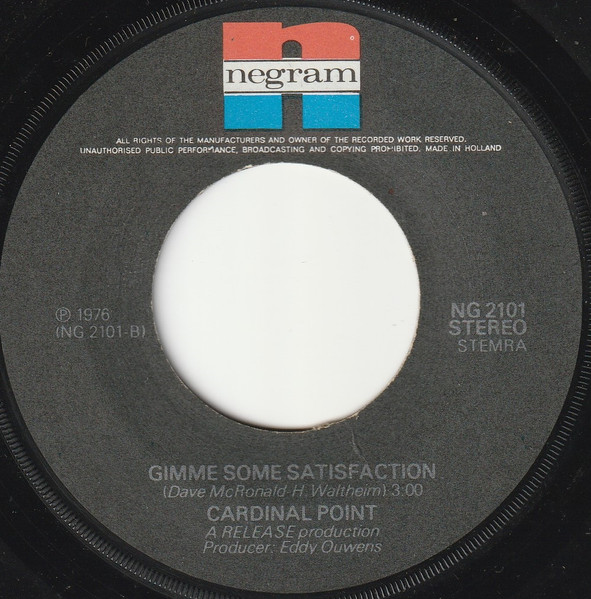 negram
ALL RIGHTS OF THE MANUFACTURERS AND OWNER OF THE RECORDED WORK RESERVED.
UNAUTHORISED PUBLIC PERFORMANCE, BROADCASTING AND COPYING PROHIBITED. MADE IN HOLLAND
℗ 1976
(NG 2101-B)
NG 2101
STEREO
STEMRA
GIMME SOME SATISFACTION
(Dave McRonald-H. Waltheim) 3:00
CARDINAL POINT
A RELEASE production
Producer: Eddy Ouwens